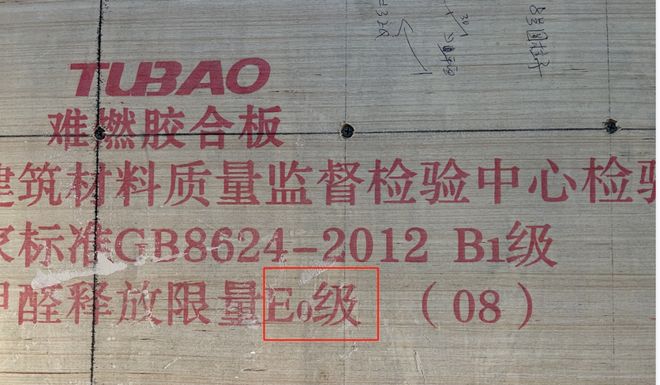 TUBAO
难燃胶合板
建筑材料质量监督检验中心检验
家标准GB8624-2012 B1级
甲醛释放限量E0级 (08)